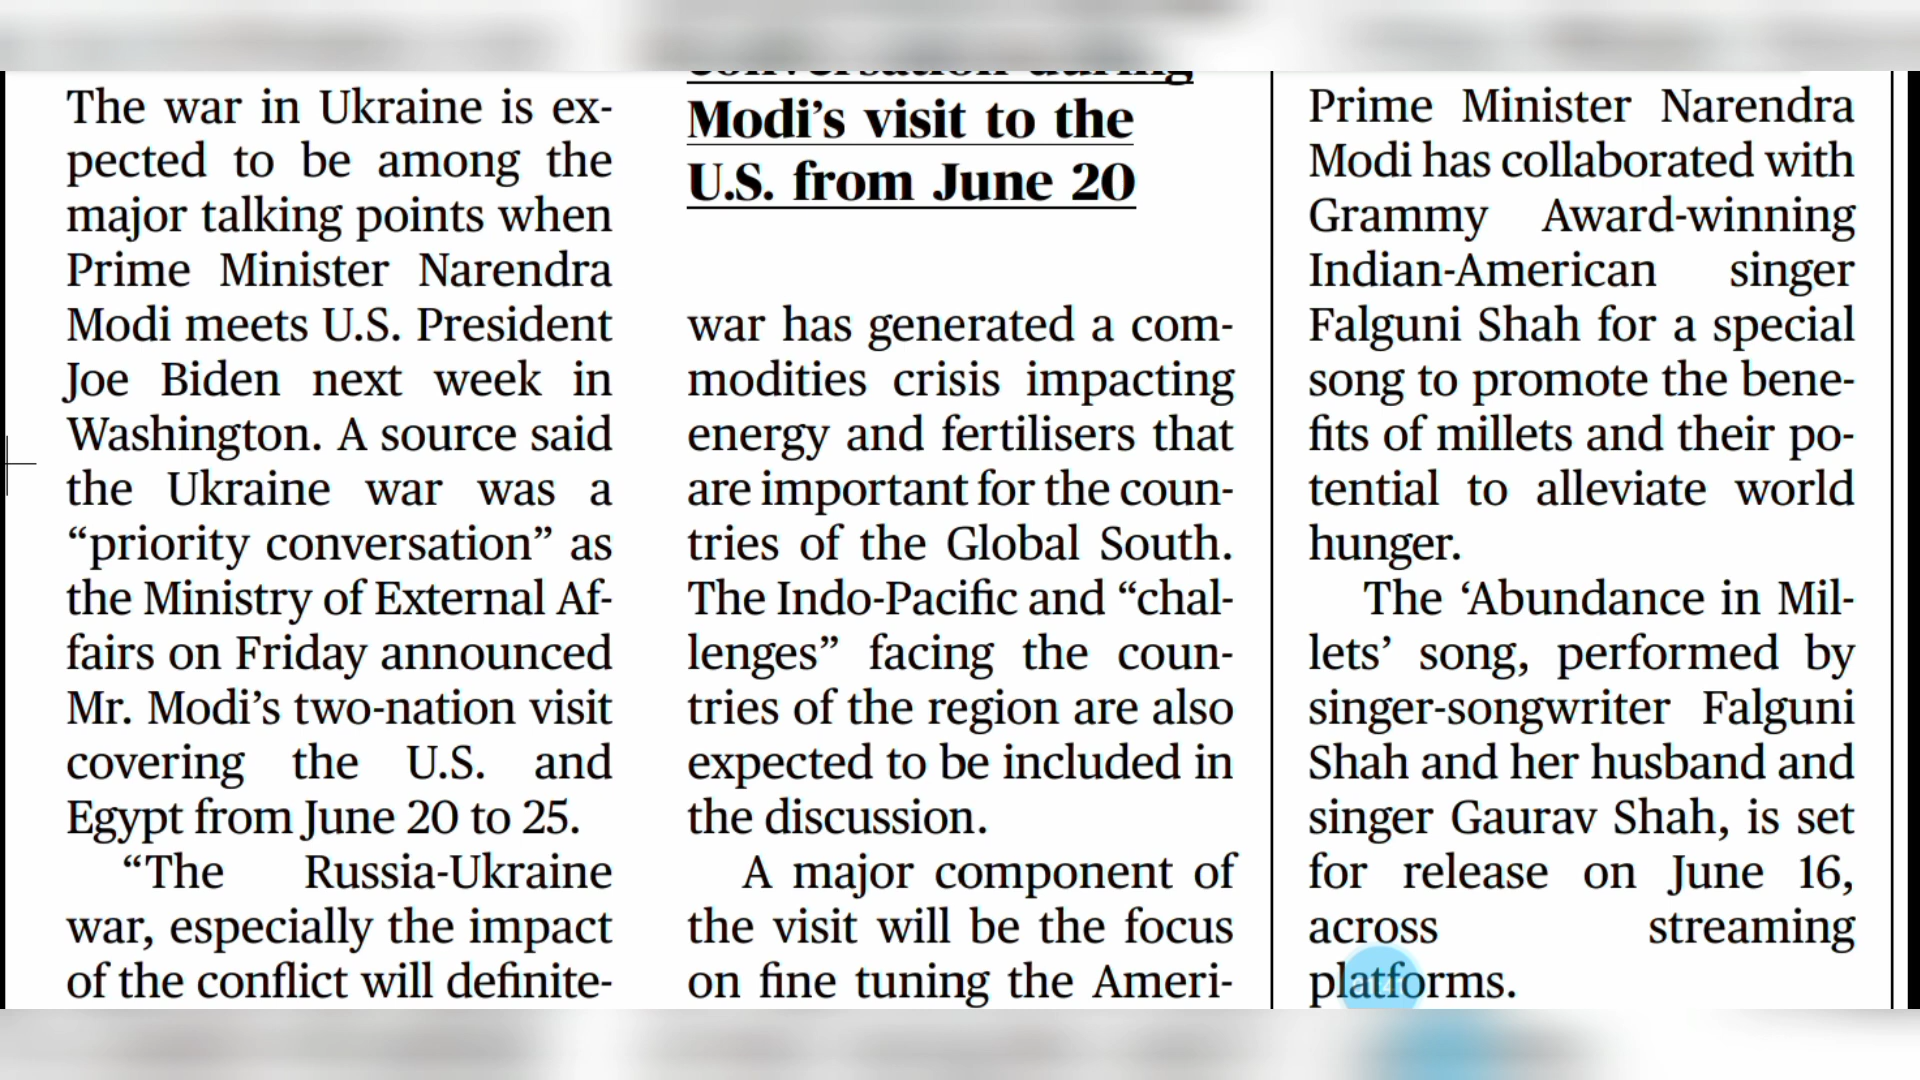 The war in Ukraine is ex-
pected to be among the
major talking points when
Prime Minister Narendra
Modi meets U.S. President
Joe Biden next week in
Washington. A source said
the Ukraine war was a
“priority conversation” as
the Ministry of External Af-
fairs on Friday announced
Mr. Modi’s two-nation visit
covering the U.S. and
Egypt from June 20 to 25.
“The Russia-Ukraine
war, especially the impact
of the conflict will definite-
conversation during
Modi’s visit to the
U.S. from June 20
war has generated a com-
modities crisis impacting
energy and fertilisers that
are important for the coun-
tries of the Global South.
The Indo-Pacific and “chal-
lenges” facing the coun-
tries of the region are also
expected to be included in
the discussion.
A major component of
the visit will be the focus
on fine tuning the Ameri-
Prime Minister Narendra
Modi has collaborated with
Grammy Award-winning
Indian-American singer
Falguni Shah for a special
song to promote the bene-
fits of millets and their po-
tential to alleviate world
hunger.
The ‘Abundance in Mil-
lets’ song, performed by
singer-songwriter Falguni
Shah and her husband and
singer Gaurav Shah, is set
for release on June 16,
across streaming
platforms.